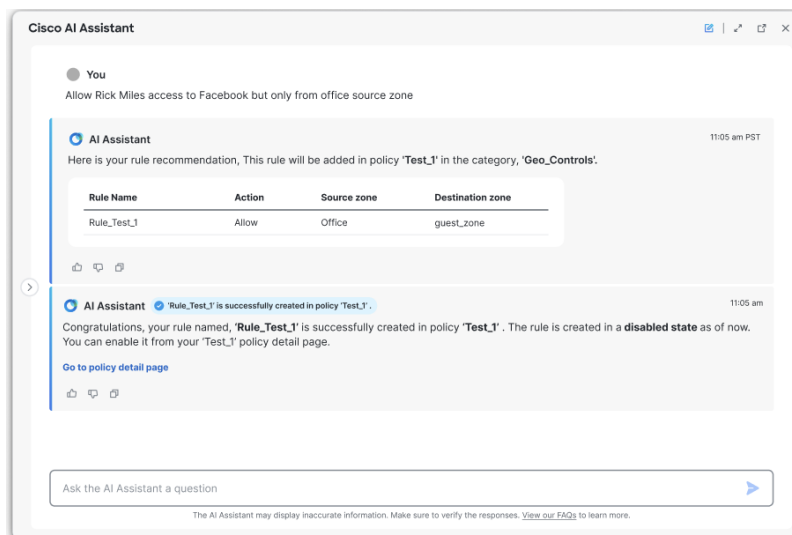 Cisco AI Assistant
You
Allow Rick Miles access to Facebook but only from office source zone
AI Assistant 11:05 am PST
Here is your rule recommendation, This rule will be added in policy 'Test_1' in the category, 'Geo_Controls'.
Rule Name Action Source zone Destination zone
Rule_Test_1 Allow Office guest_zone
AI Assistant 'Rule_Test_1' is successfully created in policy 'Test_1' . 11:05 am
Congratulations, your rule named, 'Rule_Test_1' is successfully created in policy 'Test_1' . The rule is created in a disabled state as of now.
You can enable it from your 'Test_1' policy detail page.
Go to policy detail page
Ask the AI Assistant a question
The AI Assistant may display inaccurate information. Make sure to verify the responses. View our FAQs to learn more.